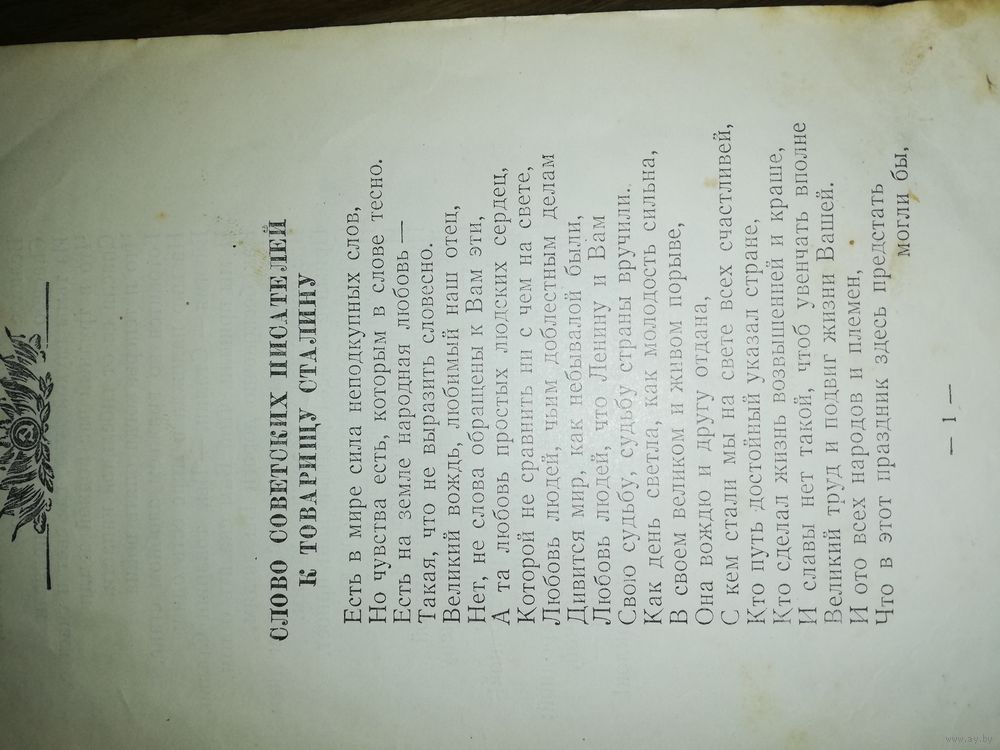 СЛОВО СОВЕТСКИХ ПИСАТЕЛЕЙ
К ТОВАРИЩУ СТАЛИНУ
Есть в мире сила неподкупных слов,
Но чувства есть, которым в слове тесно.
Есть на земле народная любовь —
Такая, что не выразить словесно.
Великий вождь, любимый наш отец,
Нет, не слова обращены к Вам эти,
А та любовь простых людских сердец,
Которой не сравнить ни с чем на свете,
Любовь людей, чьим доблестным делам
Дивится мир, как небывалой были,
Любовь людей, что Ленину и Вам
Свою судьбу, судьбу страны вручили.
Как день светла, как молодость сильна,
В своем великом и живом порыве,
Она вождю и другу отдана,
С кем стали мы на свете всех счастливей,
Кто путь достойный указал стране,
Кто сделал жизнь возвышенней и краше,
И славы нет такой, чтоб увенчать вполне
Великий труд и подвиг жизни Вашей.
И ото всех народов и племен,
Что в этот праздник здесь предстать
могли бы,
— 1 —
www.ay.by